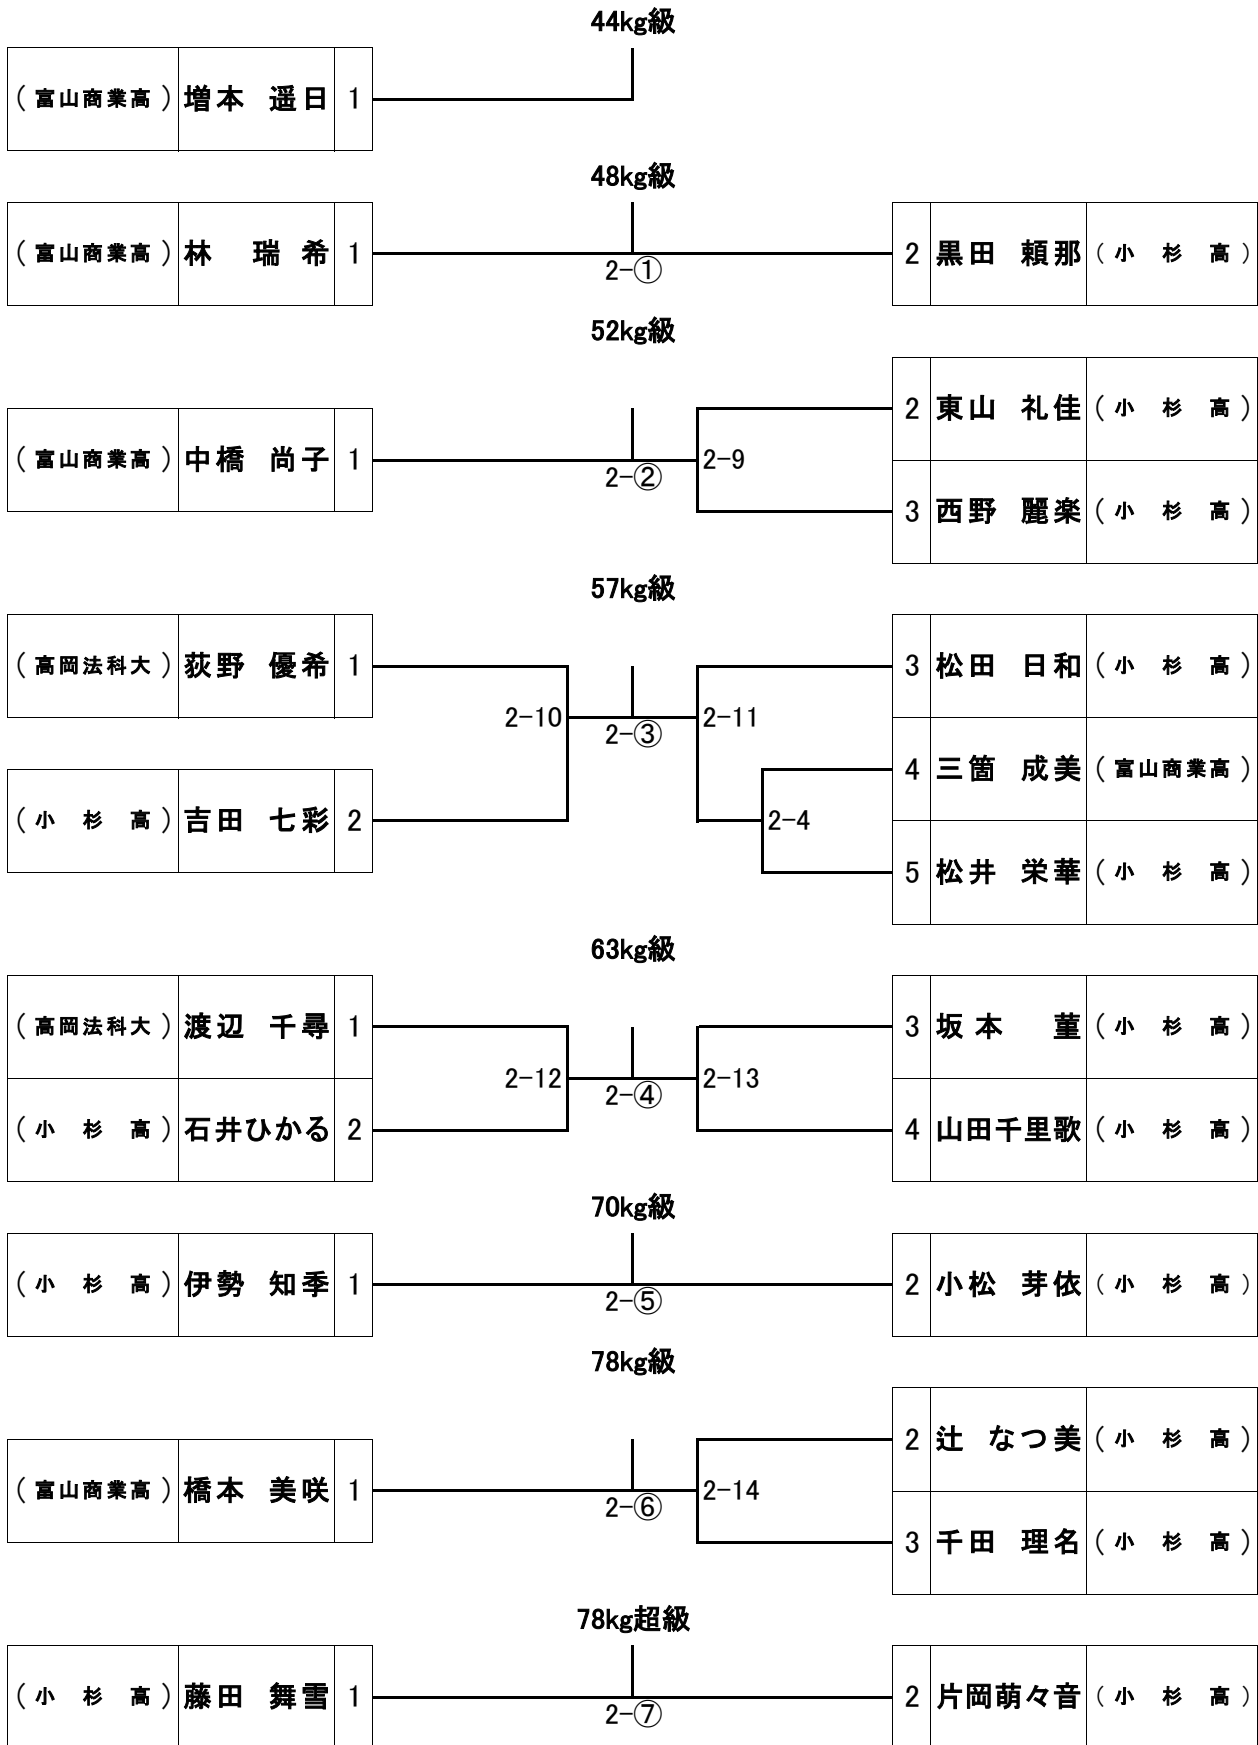 44kg級
(富山商業高) 増本 遥日 1
48kg級
(富山商業高) 林 瑞希 1 2 黒田 頼那 (小杉高)
2-①
52kg級
2 東山 礼佳 (小杉高)
(富山商業高) 中橋 尚子 1 2-9
2-②
3 西野 麗楽 (小杉高)
57kg級
(高岡法科大) 荻野 優希 1 3 松田 日和 (小杉高)
2-10 2-③ 2-11
4 三箇 成美 (富山商業高)
(小杉高) 吉田 七彩 2 2-4
5 松井 栄華 (小杉高)
63kg級
(高岡法科大) 渡辺 千尋 1 3 坂本 菫 (小杉高)
2-12 2-④ 2-13
(小杉高) 石井ひかる 2 4 山田千里歌 (小杉高)
70kg級
(小杉高) 伊勢 知季 1 2 小松 芽依 (小杉高)
2-⑤
78kg級
2 辻 なつ美 (小杉高)
(富山商業高) 橋本 美咲 1 2-14
2-⑥
3 千田 理名 (小杉高)
78kg超級
(小杉高) 藤田 舞雪 1 2 片岡萌々音 (小杉高)
2-⑦